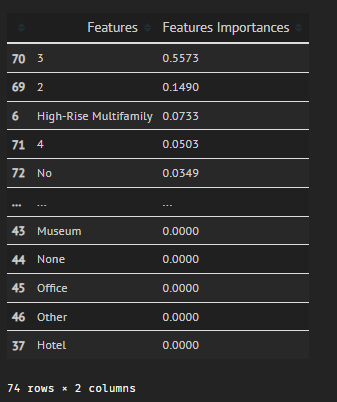 Features Features Importances
70 3 0.5573
69 2 0.1490
6 High-Rise Multifamily 0.0733
71 4 0.0503
72 No 0.0349
... ... ...
43 Museum 0.0000
44 None 0.0000
45 Office 0.0000
46 Other 0.0000
37 Hotel 0.0000
74 rows × 2 columns